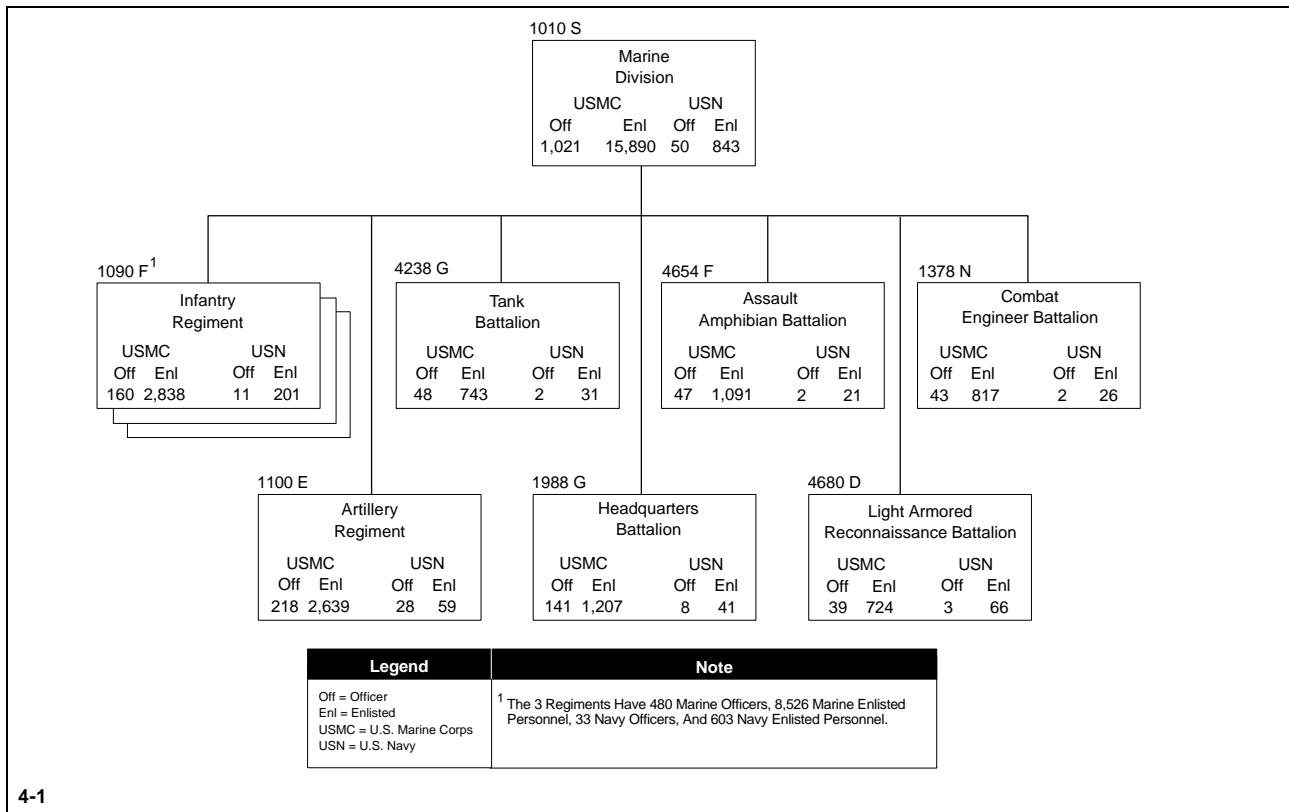 1010 S
Marine
Division
USMC USN
Off Enl Off Enl
1,021 15,890 50 843
1090 F1
Infantry
Regiment
USMC USN
Off Enl Off Enl
160 2,838 11 201
4238 G
Tank
Battalion
USMC USN
Off Enl Off Enl
48 743 2 31
4654 F
Assault
Amphibian Battalion
USMC USN
Off Enl Off Enl
47 1,091 2 21
1378 N
Combat
Engineer Battalion
USMC USN
Off Enl Off Enl
43 817 2 26
1100 E
Artillery
Regiment
USMC USN
Off Enl Off Enl
218 2,639 28 59
1988 G
Headquarters
Battalion
USMC USN
Off Enl Off Enl
141 1,207 8 41
4680 D
Light Armored
Reconnaissance Battalion
USMC USN
Off Enl Off Enl
39 724 3 66
Legend
Off = Officer
Enl = Enlisted
USMC = U.S. Marine Corps
USN = U.S. Navy
Note
1 The 3 Regiments Have 480 Marine Officers, 8,526 Marine Enlisted
Personnel, 33 Navy Officers, And 603 Navy Enlisted Personnel.
4-1